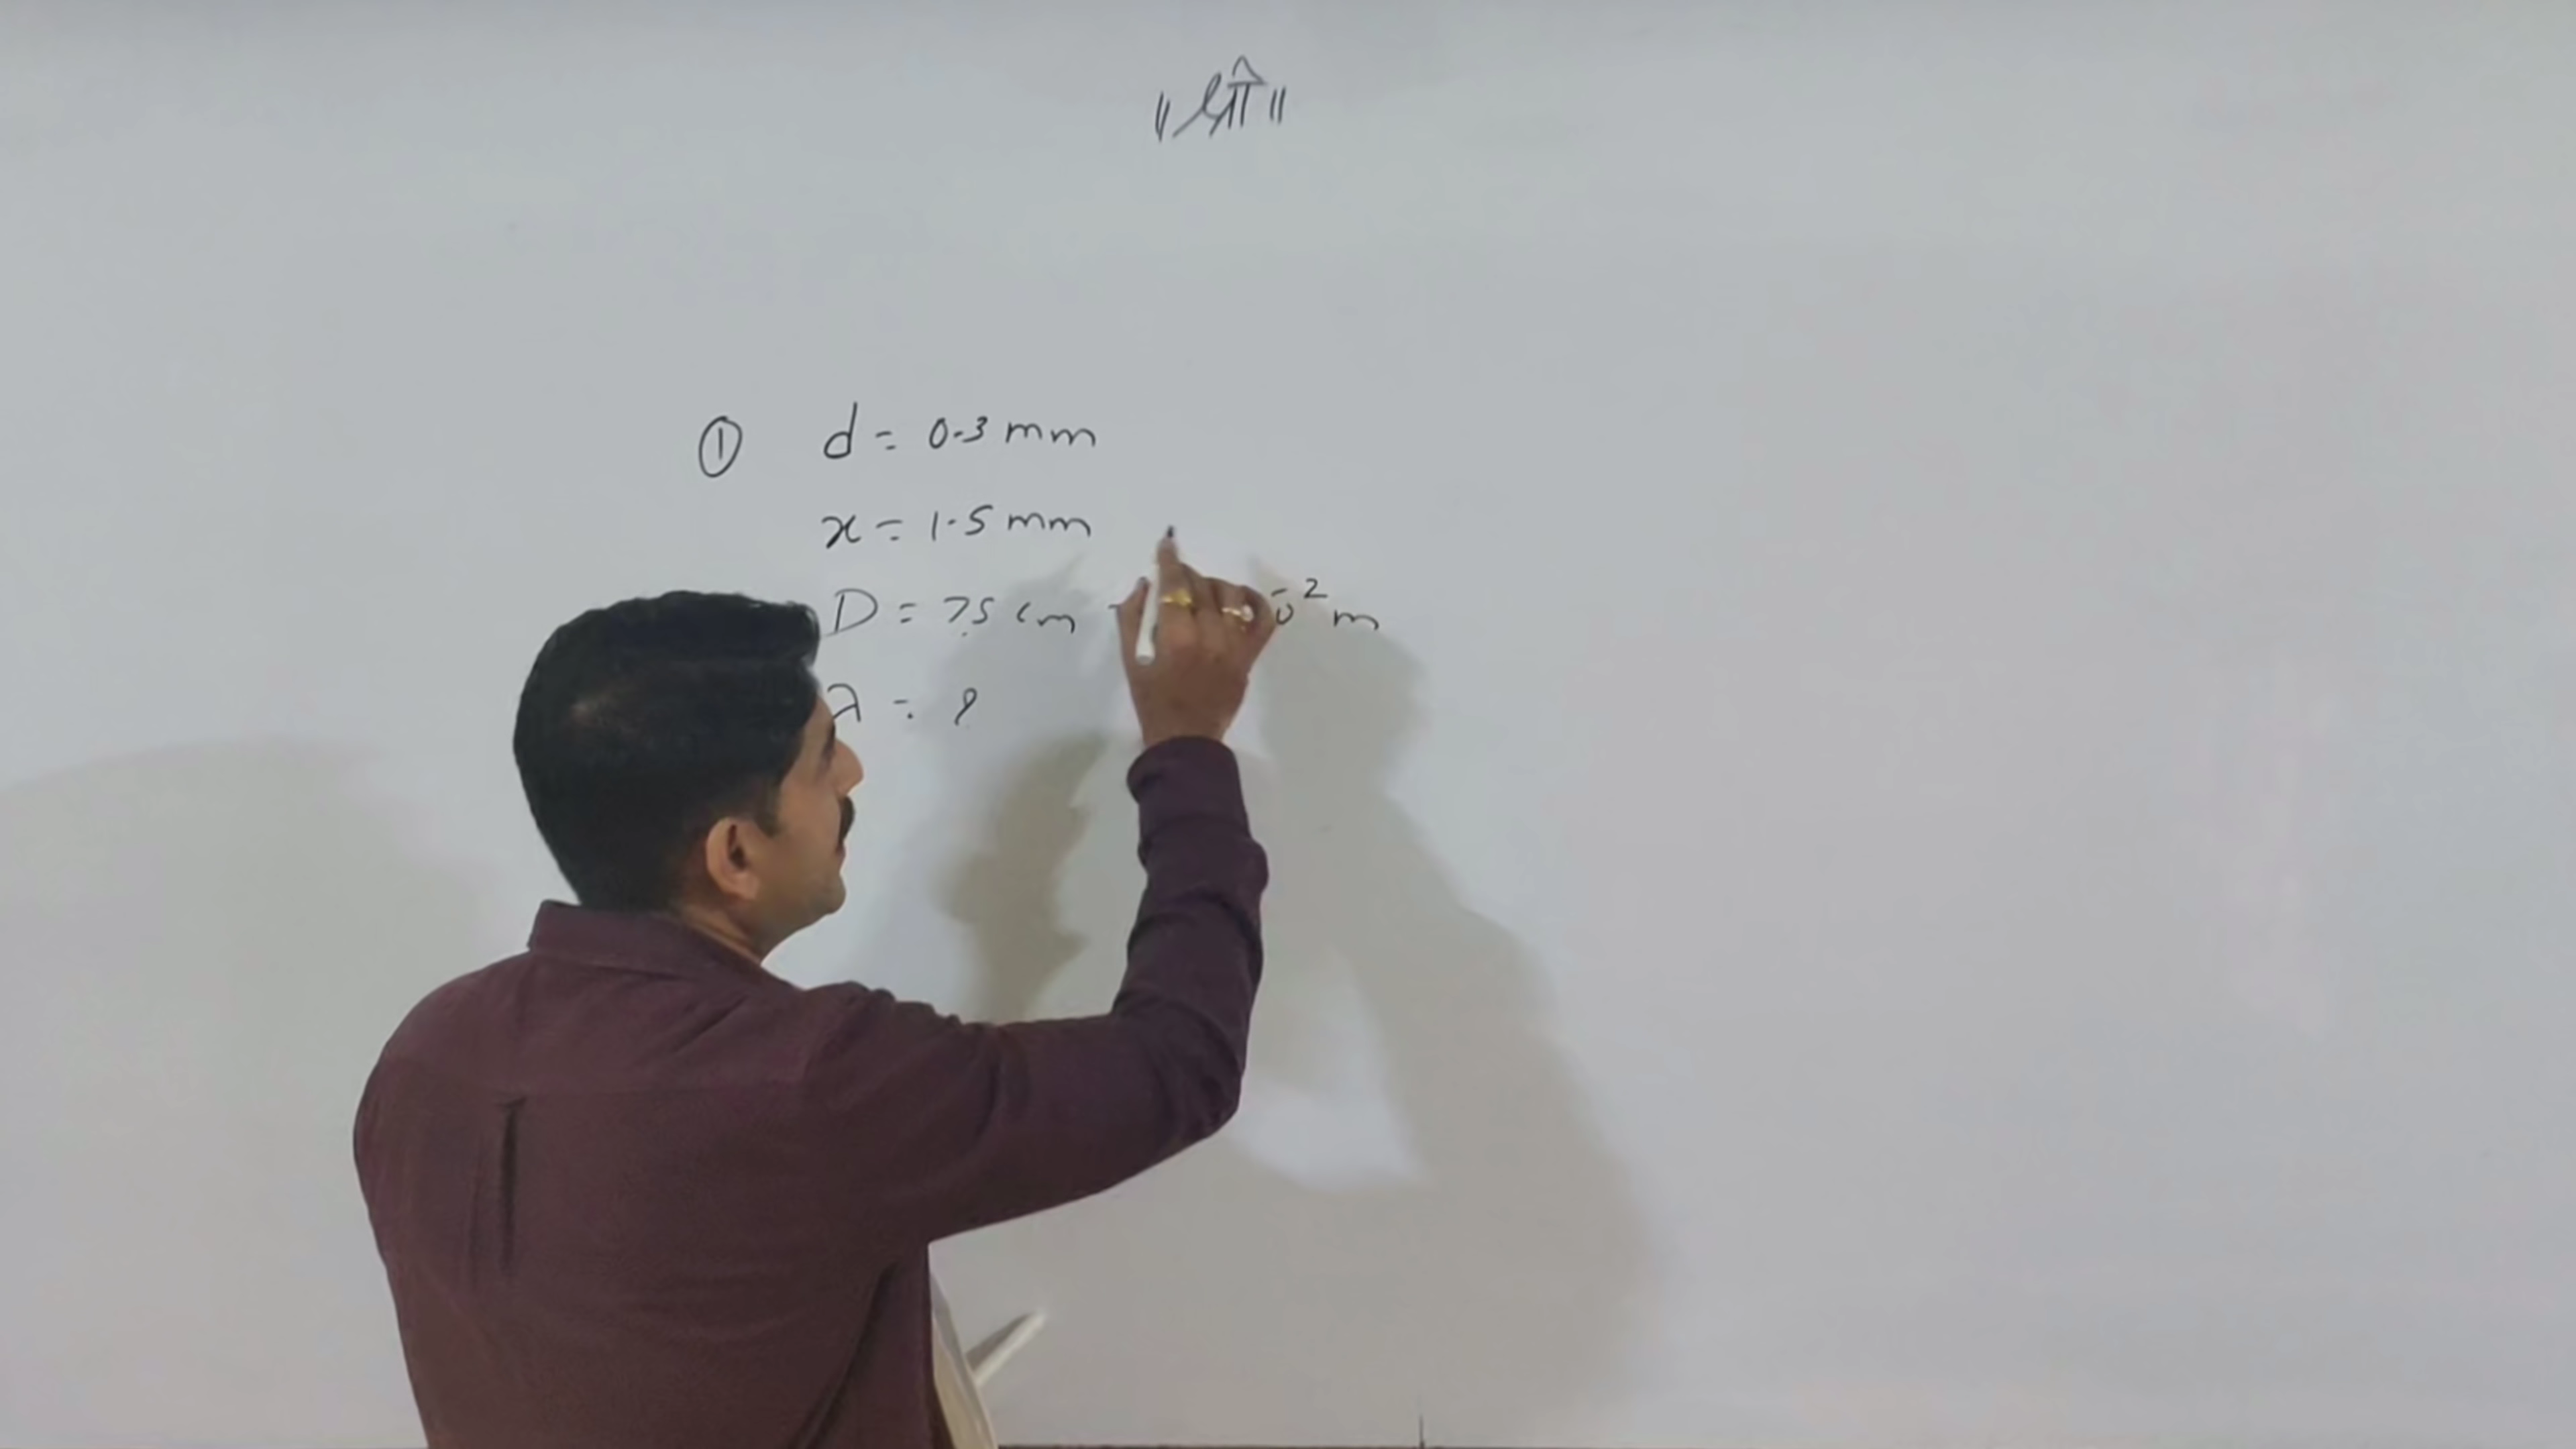 ॥ श्री ॥
① d = 0.3 mm
x = 1.5 mm
D = 75 cm m
λ = ?